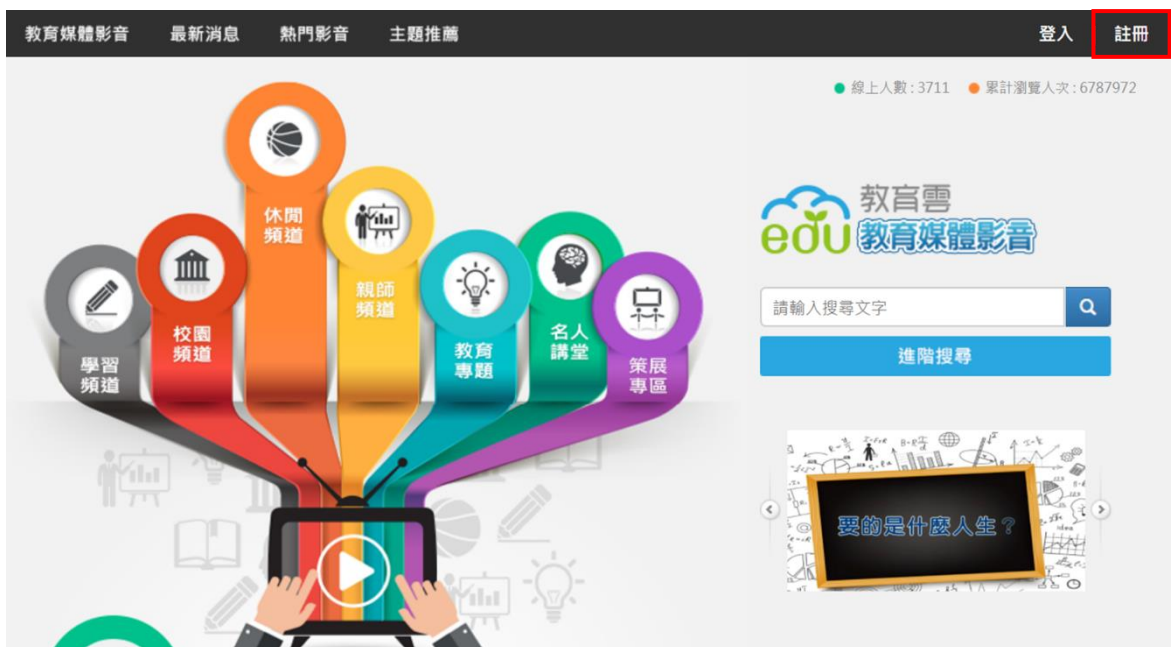 教育媒體影音 最新消息 熱門影音 主題推薦 登入 註冊
線上人數 : 3711 累計瀏覽人次 : 6787972
休閒
頻道
親師
頻道
校園
頻道
學習
頻道
教育
專題
名人
講堂
策展
專區
教育雲
edu 教育媒體影音
請輸入搜尋文字
進階搜尋
要的是什麼人生？